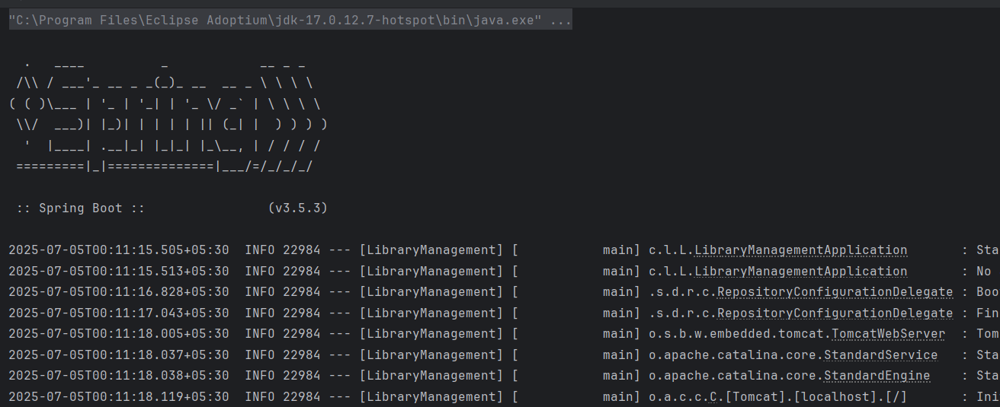 "C:\Program Files\Eclipse Adoptium\jdk-17.0.12.7-hotspot\bin\java.exe" ...

  .   ____          _            __ _ _
 /\\ / ___'_ __ _ _(_)_ __  __ _ \ \ \ \
( ( )\___ | '_ | '_| | '_ \/ _` | \ \ \ \
 \\/  ___)| |_)| | | | | || (_| |  ) ) ) )
  '  |____| .__|_| |_|_| |_\__, | / / / /
 =========|_|==============|___/=/_/_/_/

 :: Spring Boot ::                (v3.5.3)

2025-07-05T00:11:15.505+05:30  INFO 22984 --- [LibraryManagement] [           main] c.l.L.LibraryManagementApplication       : Sta
2025-07-05T00:11:15.513+05:30  INFO 22984 --- [LibraryManagement] [           main] c.l.L.LibraryManagementApplication       : No
2025-07-05T00:11:16.828+05:30  INFO 22984 --- [LibraryManagement] [           main] .s.d.r.c.RepositoryConfigurationDelegate : Boo
2025-07-05T00:11:17.043+05:30  INFO 22984 --- [LibraryManagement] [           main] .s.d.r.c.RepositoryConfigurationDelegate : Fin
2025-07-05T00:11:18.005+05:30  INFO 22984 --- [LibraryManagement] [           main] o.s.b.w.embedded.tomcat.TomcatWebServer  : Tom
2025-07-05T00:11:18.037+05:30  INFO 22984 --- [LibraryManagement] [           main] o.apache.catalina.core.StandardService   : Sta
2025-07-05T00:11:18.038+05:30  INFO 22984 --- [LibraryManagement] [           main] o.apache.catalina.core.StandardEngine    : Sta
2025-07-05T00:11:18.119+05:30  INFO 22984 --- [LibraryManagement] [           main] o.a.c.c.C.[Tomcat].[localhost].[/]       : Ini